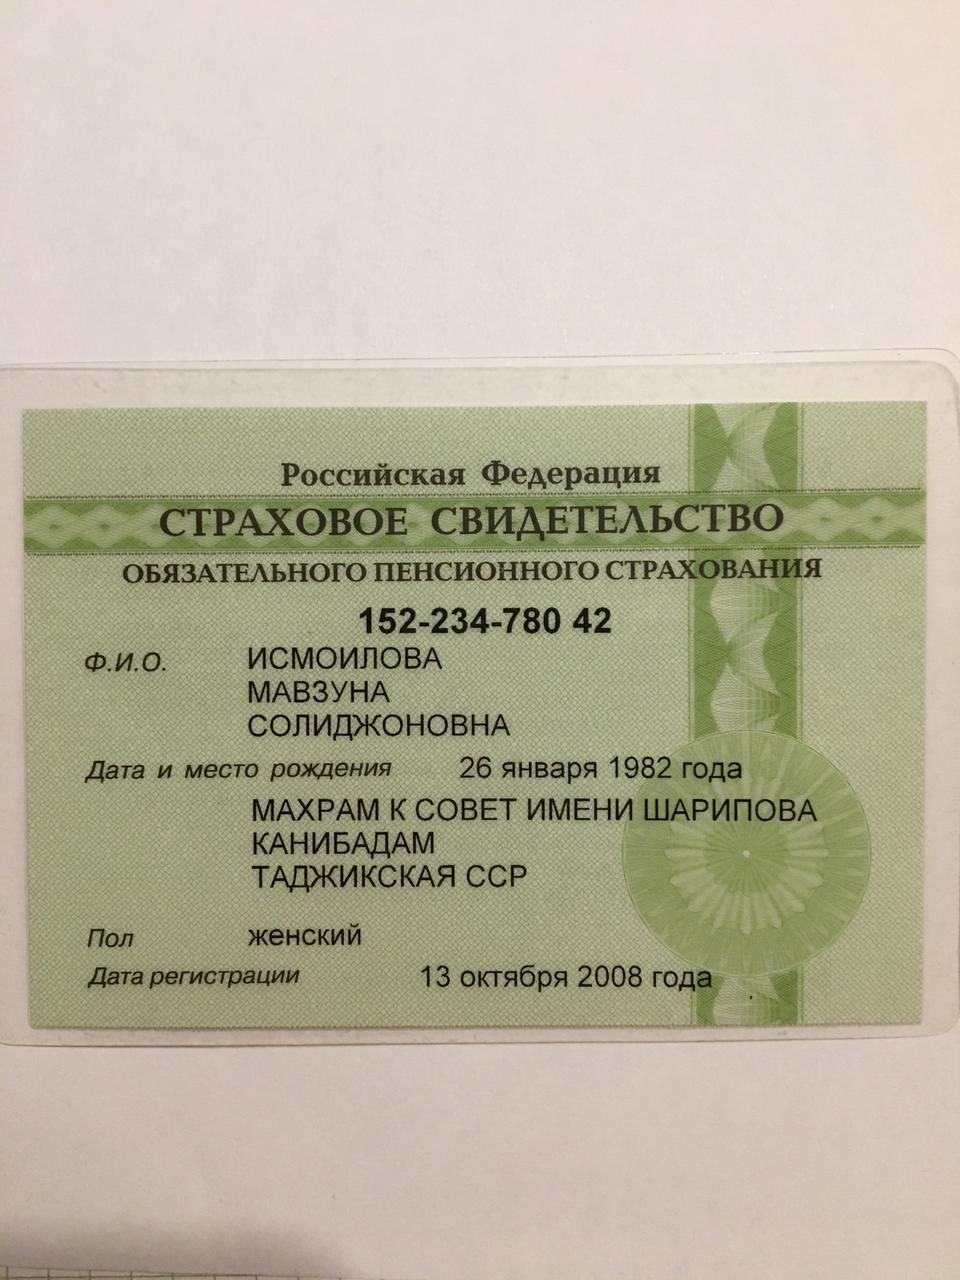 Российская Федерация
СТРАХОВОЕ СВИДЕТЕЛЬСТВО
ОБЯЗАТЕЛЬНОГО ПЕНСИОННОГО СТРАХОВАНИЯ
152-234-780 42
Ф.И.О. ИСМОИЛОВА
МАВЗУНА
СОЛИДЖОНОВНА
Дата и место рождения 26 января 1982 года
МАХРАМ К СОВЕТ ИМЕНИ ШАРИПОВА
КАНИБАДАМ
ТАДЖИКСКАЯ ССР
Пол женский
Дата регистрации 13 октября 2008 года